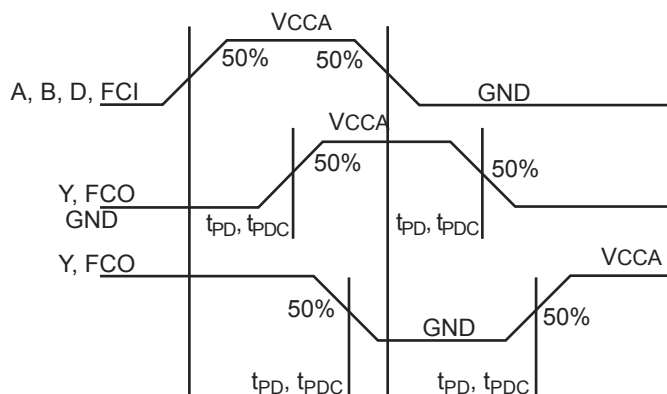 VCCA
50% 50%
A, B, D, FCI
GND
VCCA
50% 50%
Y, FCO
GND
tPD, tPDC tPD, tPDC
Y, FCO
VCCA
50% GND 50%
tPD, tPDC tPD, tPDC